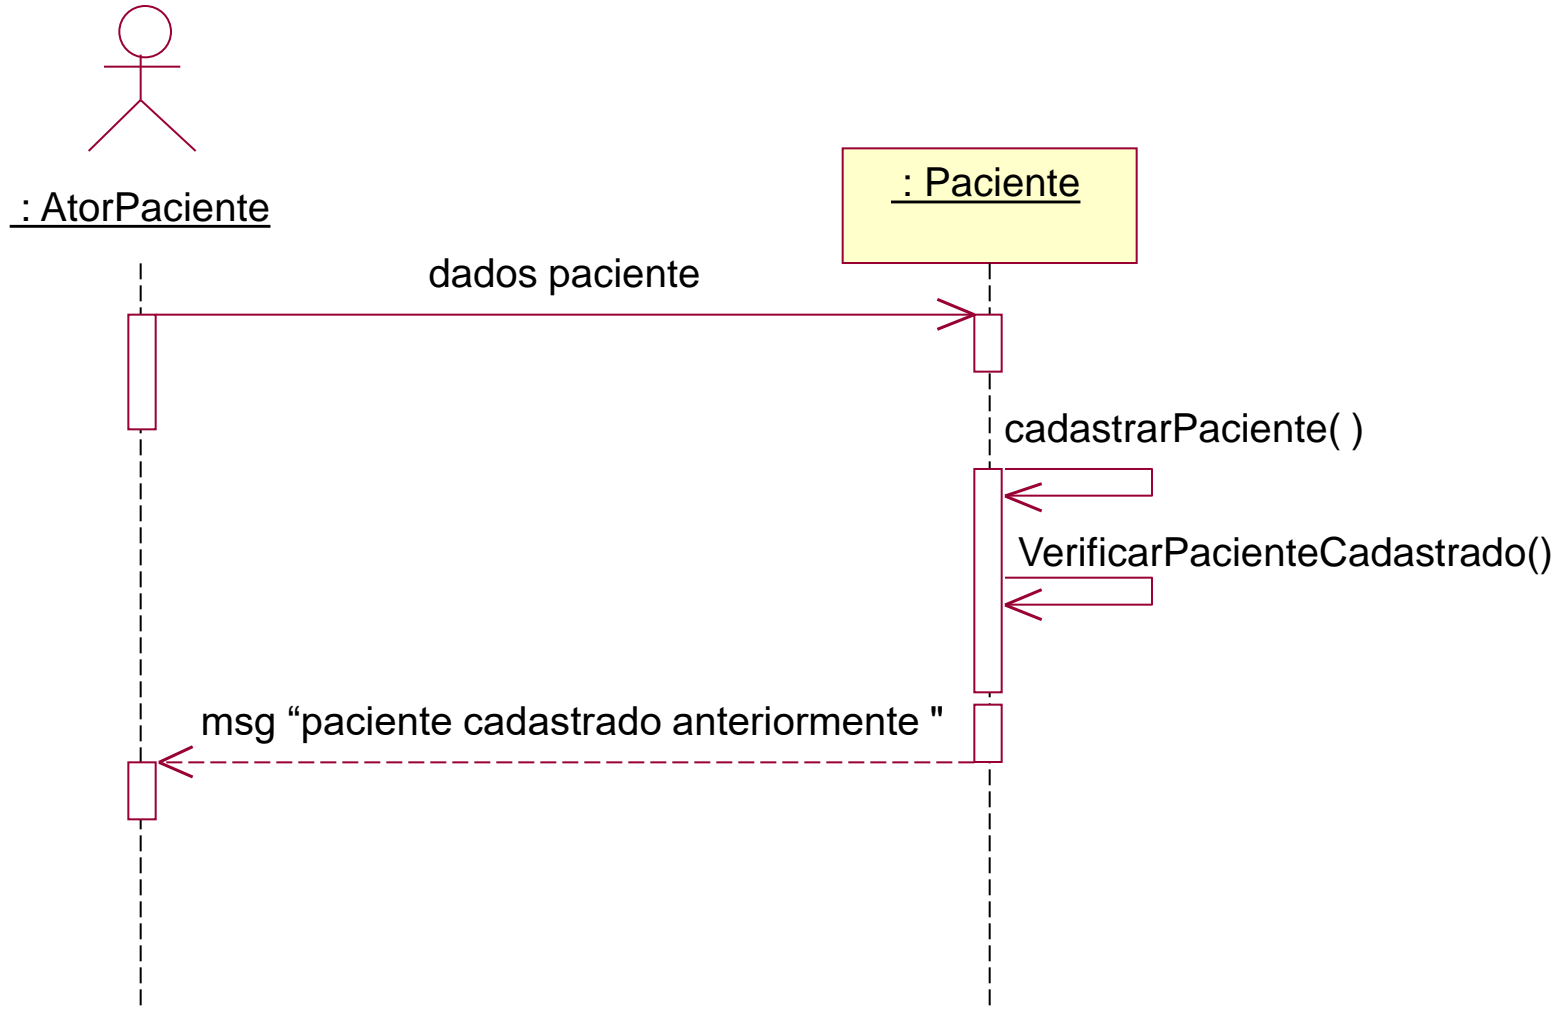 : AtorPaciente
: Paciente
dados paciente
cadastrarPaciente( )
VerificarPacienteCadastrado()
msg “paciente cadastrado anteriormente "